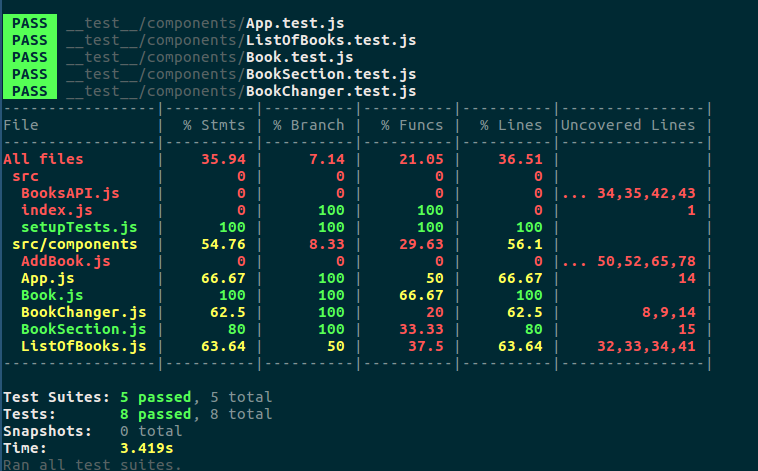 PASS __test__/components/App.test.js
PASS __test__/components/ListOfBooks.test.js
PASS __test__/components/Book.test.js
PASS __test__/components/BookSection.test.js
PASS __test__/components/BookChanger.test.js
-----------------|----------|----------|----------|----------|----------------|
File             |  % Stmts | % Branch |  % Funcs |  % Lines |Uncovered Lines |
-----------------|----------|----------|----------|----------|----------------|
All files        |    35.94 |     7.14 |    21.05 |    36.51 |                |
 src             |        0 |        0 |        0 |        0 |                |
  BooksAPI.js    |        0 |        0 |        0 |        0 |... 34,35,42,43 |
  index.js       |        0 |      100 |      100 |        0 |              1 |
  setupTests.js  |      100 |      100 |      100 |      100 |                |
 src/components  |    54.76 |     8.33 |    29.63 |     56.1 |                |
  AddBook.js     |        0 |        0 |        0 |        0 |... 50,52,65,78 |
  App.js         |    66.67 |      100 |       50 |    66.67 |             14 |
  Book.js        |      100 |      100 |    66.67 |      100 |                |
  BookChanger.js |     62.5 |      100 |       20 |     62.5 |         8,9,14 |
  BookSection.js |       80 |      100 |    33.33 |       80 |             15 |
  ListOfBooks.js |    63.64 |       50 |     37.5 |    63.64 |    32,33,34,41 |
-----------------|----------|----------|----------|----------|----------------|
Test Suites: 5 passed, 5 total
Tests:       8 passed, 8 total
Snapshots:   0 total
Time:        3.419s
Ran all test suites.